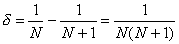 δ = 1/N − 1/(N+1) = 1/(N(N+1))